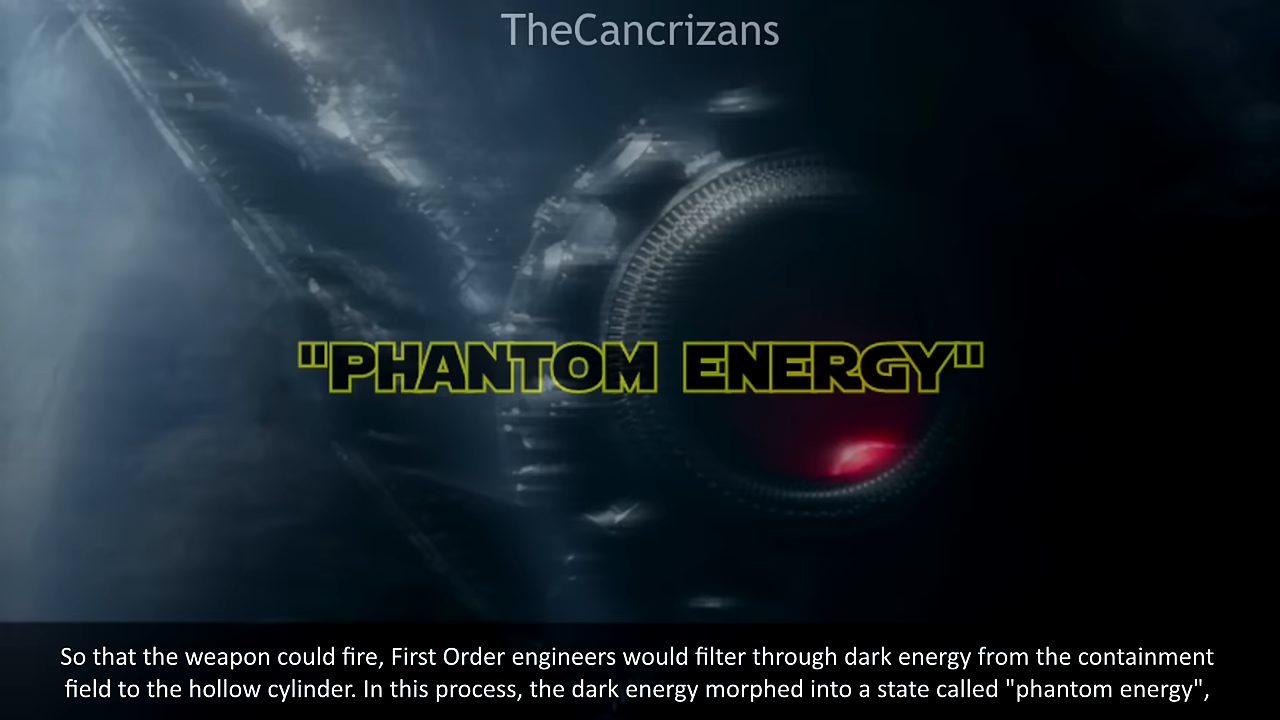 TheCancrizans
"PHANTOM ENERGY"
So that the weapon could fire, First Order engineers would filter through dark energy from the containment
field to the hollow cylinder. In this process, the dark energy morphed into a state called "phantom energy",